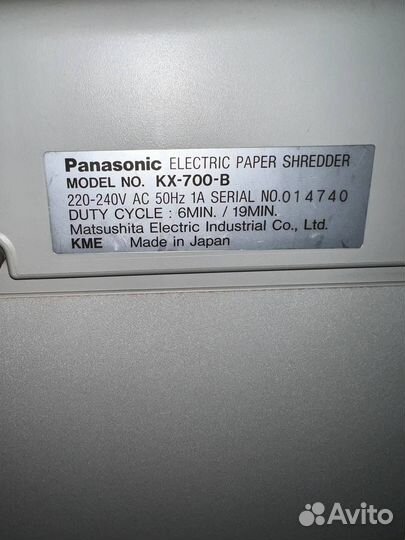 Panasonic ELECTRIC PAPER SHREDDER
MODEL NO. KX-700-B
220-240V AC 50Hz 1A SERIAL NO.014740
DUTY CYCLE : 6MIN. / 19MIN.
Matsushita Electric Industrial Co., Ltd.
KME Made in Japan
Avito